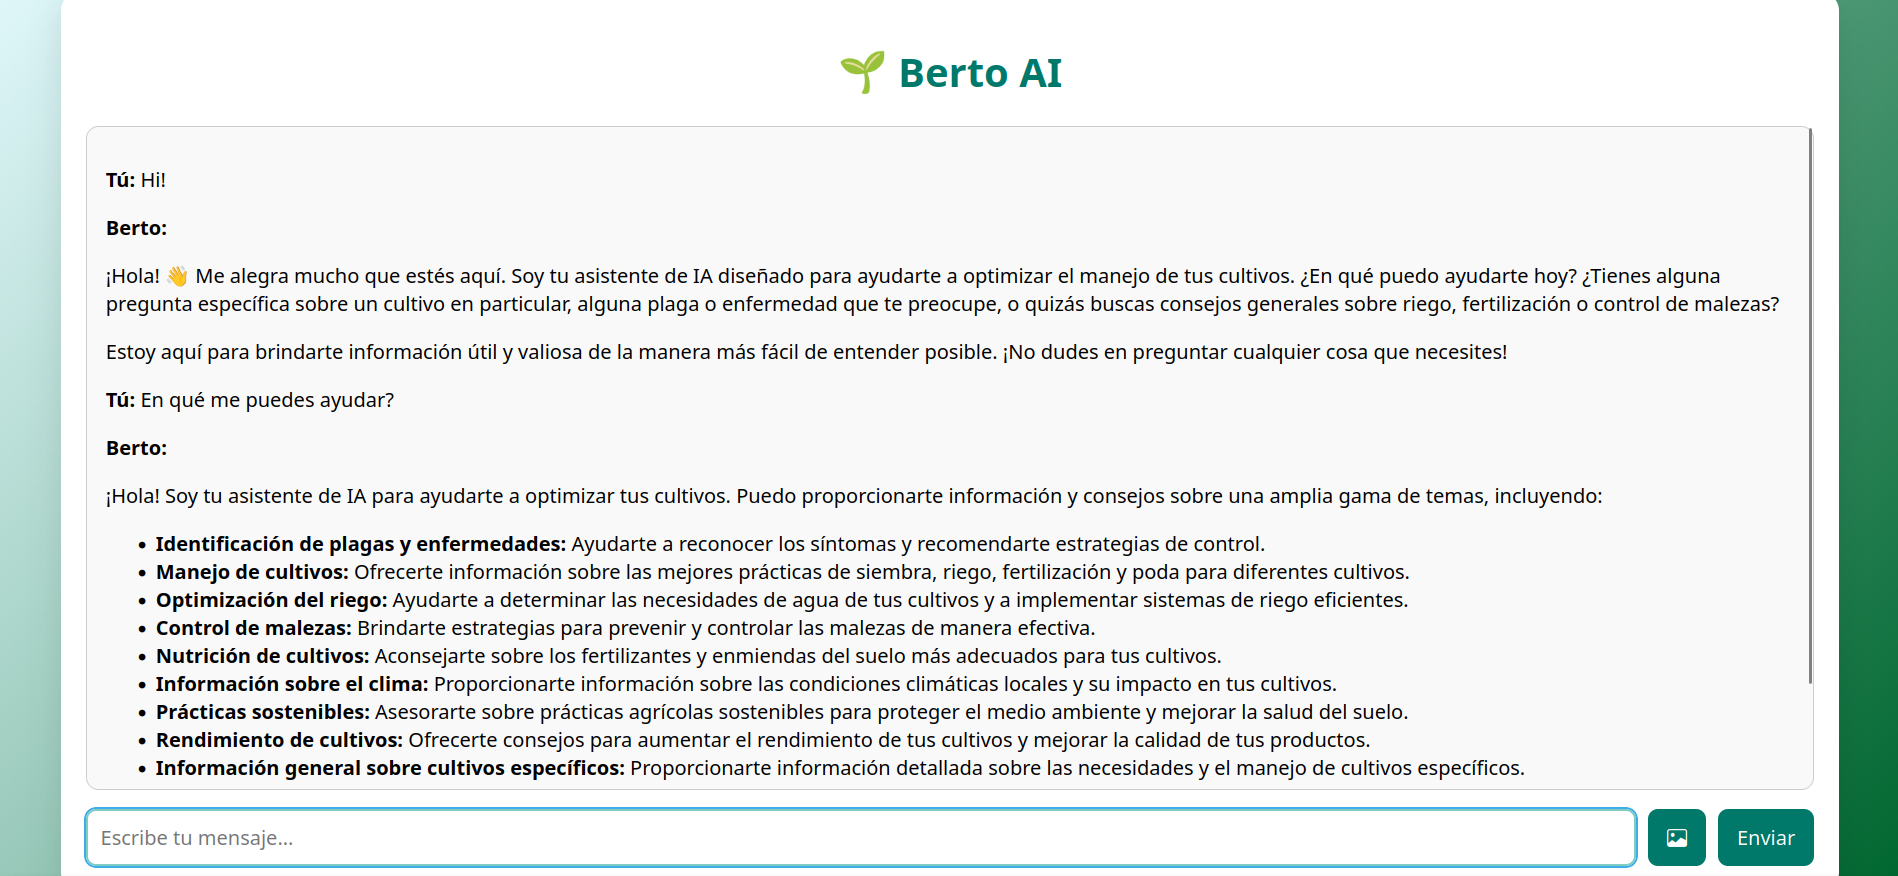 🌱 Berto AI
Tú: Hi!
Berto:
¡Hola! 👋 Me alegra mucho que estés aquí. Soy tu asistente de IA diseñado para ayudarte a optimizar el manejo de tus cultivos. ¿En qué puedo ayudarte hoy? ¿Tienes alguna
pregunta específica sobre un cultivo en particular, alguna plaga o enfermedad que te preocupe, o quizás buscas consejos generales sobre riego, fertilización o control de malezas?
Estoy aquí para brindarte información útil y valiosa de la manera más fácil de entender posible. ¡No dudes en preguntar cualquier cosa que necesites!
Tú: En qué me puedes ayudar?
Berto:
¡Hola! Soy tu asistente de IA para ayudarte a optimizar tus cultivos. Puedo proporcionarte información y consejos sobre una amplia gama de temas, incluyendo:
• Identificación de plagas y enfermedades: Ayudarte a reconocer los síntomas y recomendarte estrategias de control.
• Manejo de cultivos: Ofrecerte información sobre las mejores prácticas de siembra, riego, fertilización y poda para diferentes cultivos.
• Optimización del riego: Ayudarte a determinar las necesidades de agua de tus cultivos y a implementar sistemas de riego eficientes.
• Control de malezas: Brindarte estrategias para prevenir y controlar las malezas de manera efectiva.
• Nutrición de cultivos: Aconsejarte sobre los fertilizantes y enmiendas del suelo más adecuados para tus cultivos.
• Información sobre el clima: Proporcionarte información sobre las condiciones climáticas locales y su impacto en tus cultivos.
• Prácticas sostenibles: Asesorarte sobre prácticas agrícolas sostenibles para proteger el medio ambiente y mejorar la salud del suelo.
• Rendimiento de cultivos: Ofrecerte consejos para aumentar el rendimiento de tus cultivos y mejorar la calidad de tus productos.
• Información general sobre cultivos específicos: Proporcionarte información detallada sobre las necesidades y el manejo de cultivos específicos.
Escribe tu mensaje...
Enviar